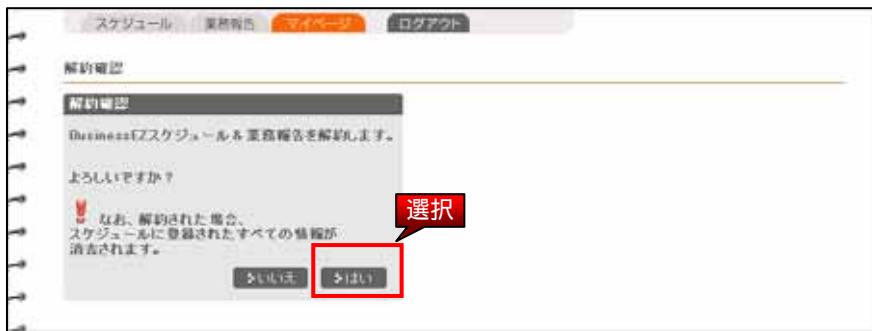 スケジュール 業務報告 マイページ ログアウト
解約確認
解約確認
BusinessEZスケジュール&業務報告を解約します。
よろしいですか?
なお、解約された場合、
スケジュールに登録されたすべての情報が
消去されます。
選択
いいえ はい